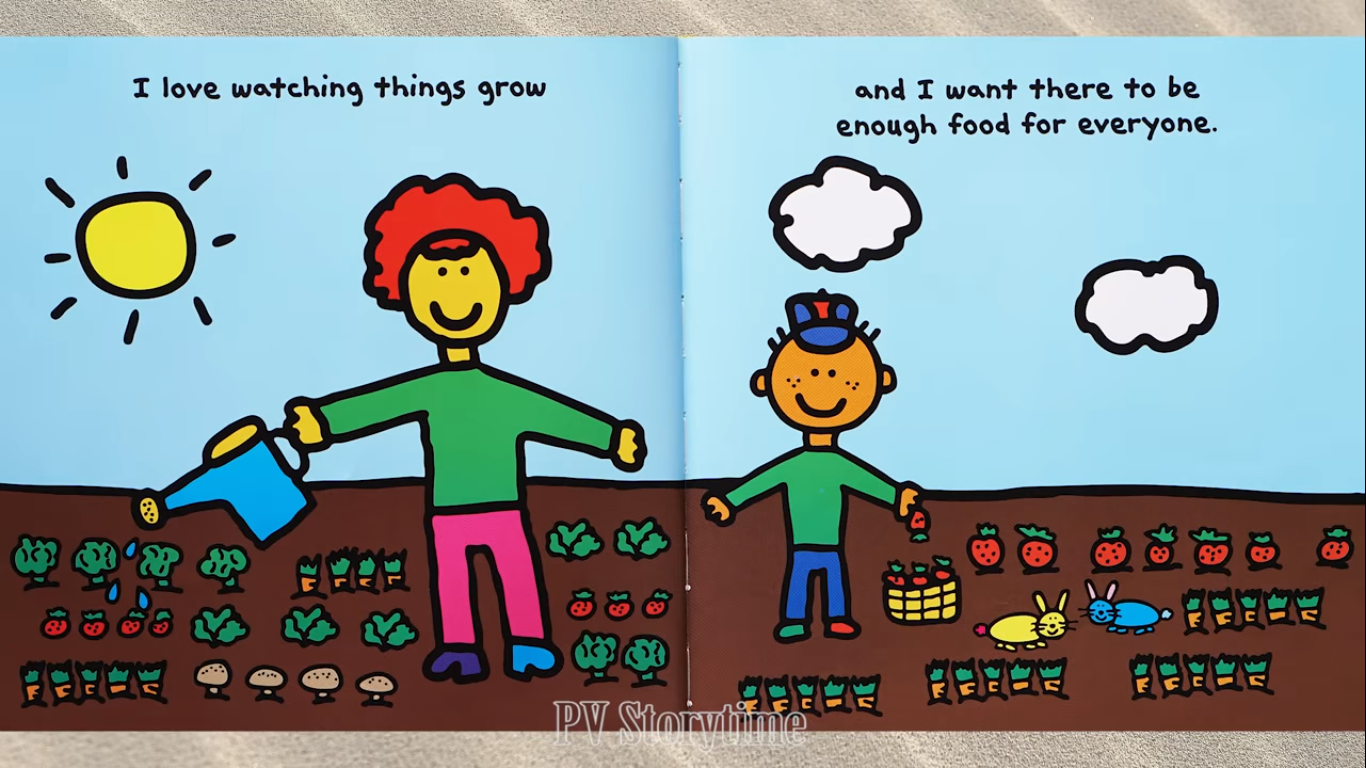 I love watching things grow
and I want there to be
enough food for everyone.
PV Storytime